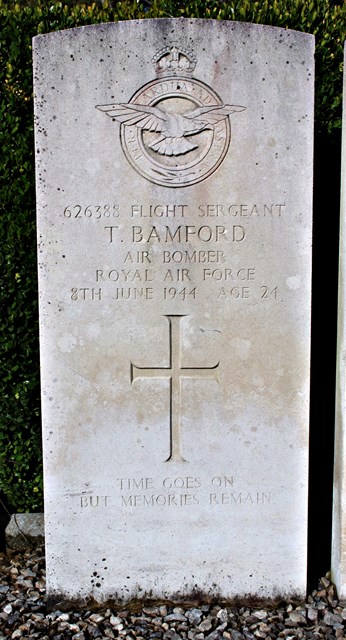 626388 FLIGHT SERGEANT
T. BAMFORD
AIR BOMBER
ROYAL AIR FORCE
8TH JUNE 1944 AGE 24
TIME GOES ON
BUT MEMORIES REMAIN